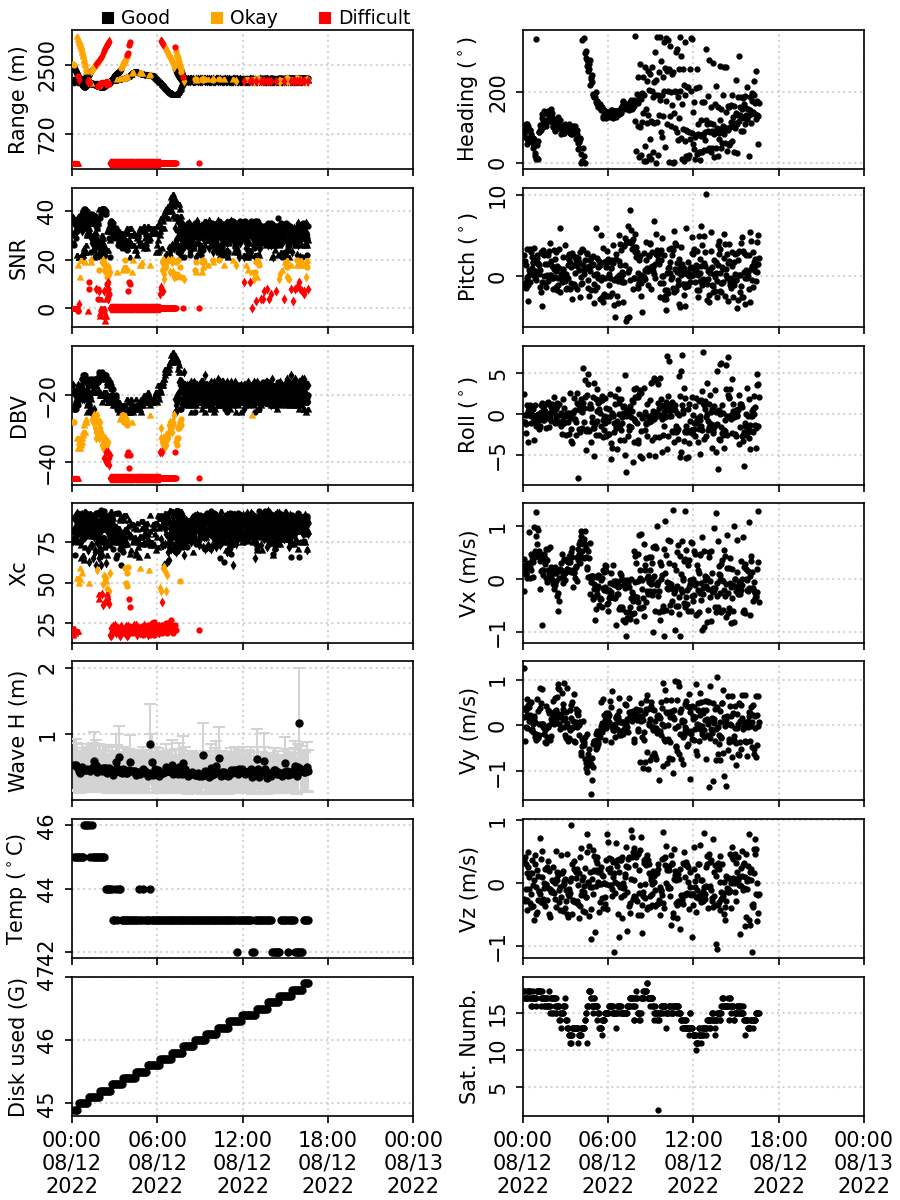 Good Okay Difficult
Range (m)
2500
720
Heading (°)
200
0
SNR
40
20
0
Pitch (°)
10
0
DBV
−20
−40
Roll (°)
5
0
−5
Xc
75
50
25
Vx (m/s)
1
0
−1
Wave H (m)
2
1
Vy (m/s)
1
0
−1
Temp (°C)
46
44
42
Vz (m/s)
1
0
−1
Disk used (G)
47
46
45
Sat. Numb.
15
10
5
00:00 06:00 12:00 18:00 00:00
08/12 08/12 08/12 08/12 08/13
2022 2022 2022 2022 2022
00:00 06:00 12:00 18:00 00:00
08/12 08/12 08/12 08/12 08/13
2022 2022 2022 2022 2022